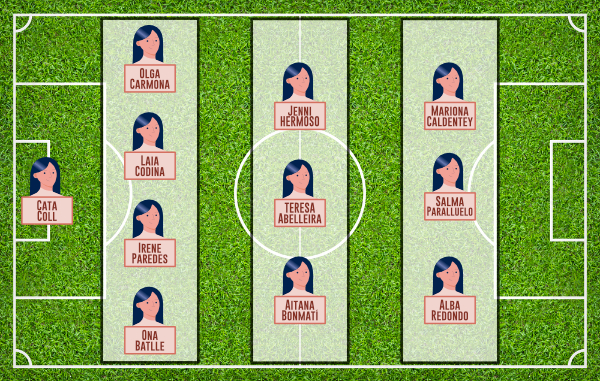 Cata
Coll
Olga
Carmona
Laia
Codina
Irene
Paredes
Ona
Batlle
Jenni
Hermoso
Teresa
Abelleira
Aitana
Bonmatí
Mariona
Caldentey
Salma
Paralluelo
Alba
Redondo